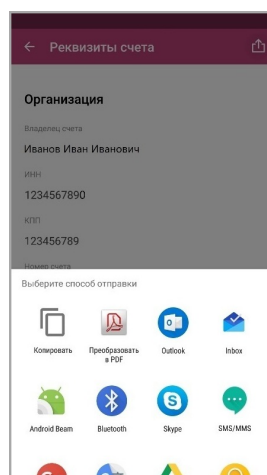 Реквизиты счета
Организация
Владелец счета
Иванов Иван Иванович
ИНН
1234567890
КПП
123456789
Номер счета
Выберите способ отправки
Копировать
Преобразовать
в PDF
Outlook
Inbox
Android Beam
Bluetooth
Skype
SMS/MMS